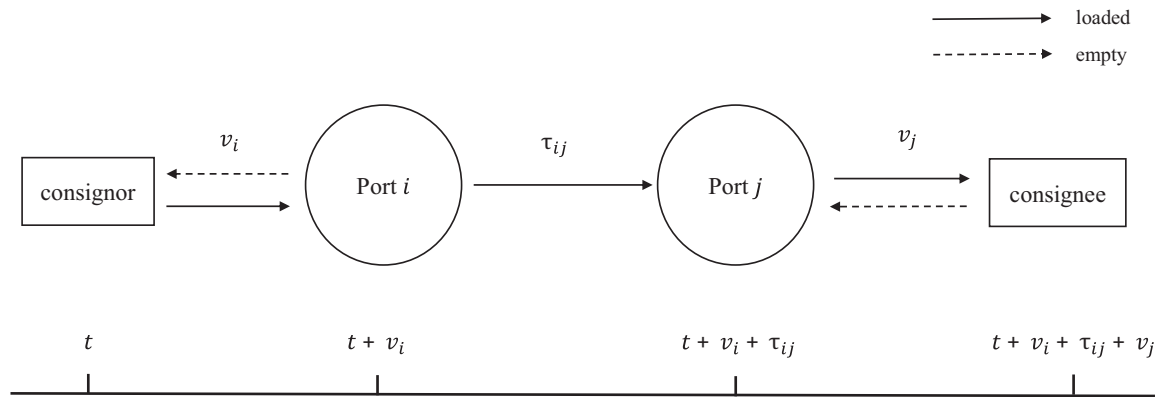 loaded
empty
v_i
τ_ij
v_j
consignor
Port i
Port j
consignee
t
t + v_i
t + v_i + τ_ij
t + v_i + τ_ij + v_j